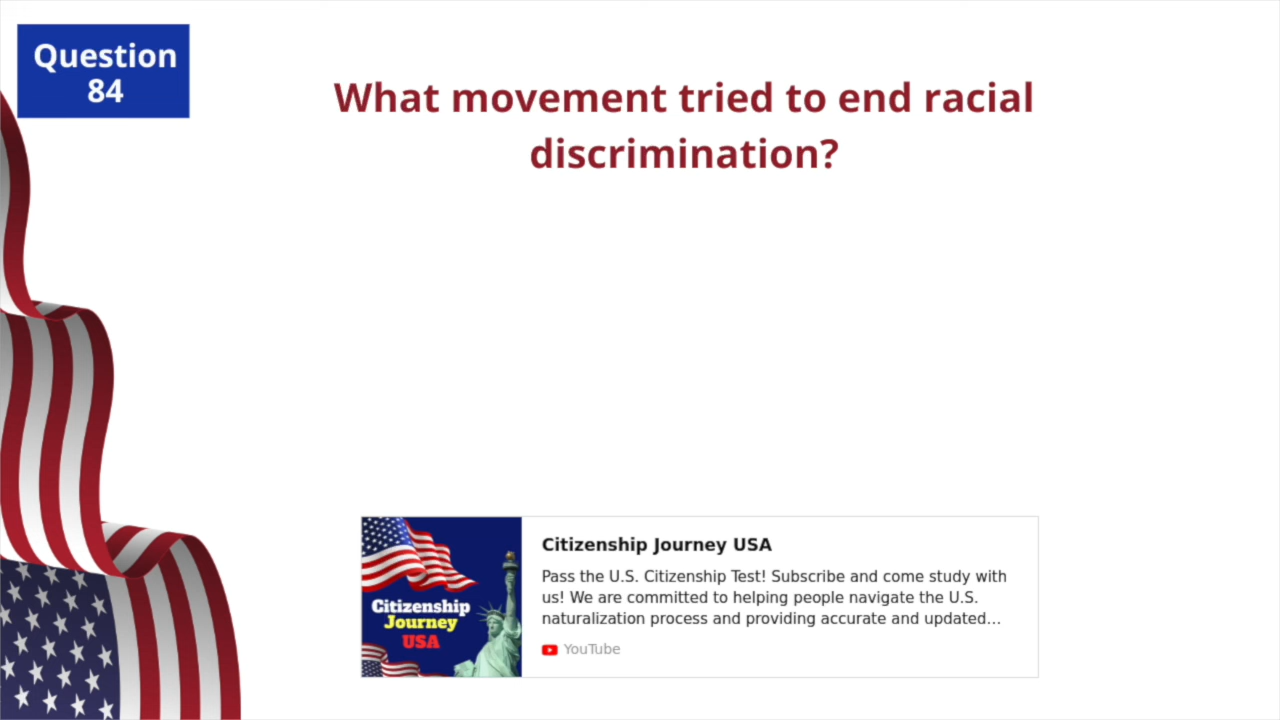 Question
84
What movement tried to end racial
discrimination?
Citizenship
Journey
USA
Citizenship Journey USA
Pass the U.S. Citizenship Test! Subscribe and come study with
us! We are committed to helping people navigate the U.S.
naturalization process and providing accurate and updated...
YouTube